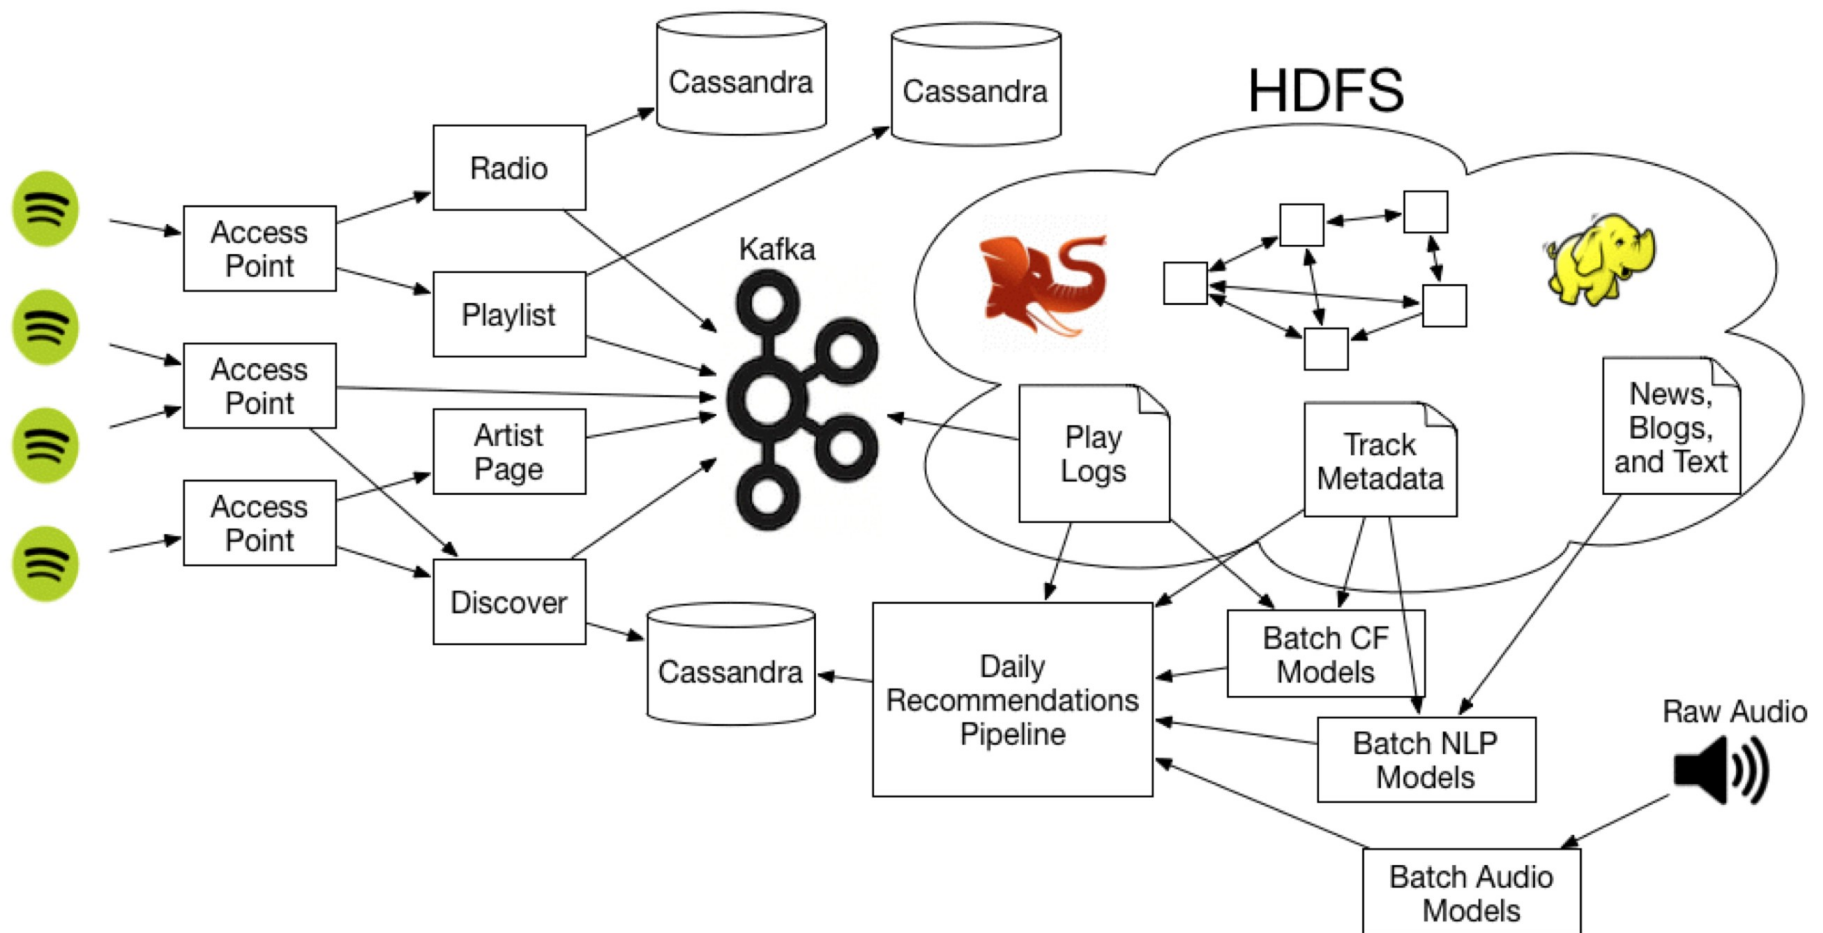 Cassandra
Cassandra
HDFS
Radio
Access
Point
Kafka
Playlist
Access
Point
Artist
Page
Play
Logs
Track
Metadata
News,
Blogs,
and Text
Access
Point
Discover
Cassandra
Daily
Recommendations
Pipeline
Batch CF
Models
Batch NLP
Models
Raw Audio
Batch Audio
Models